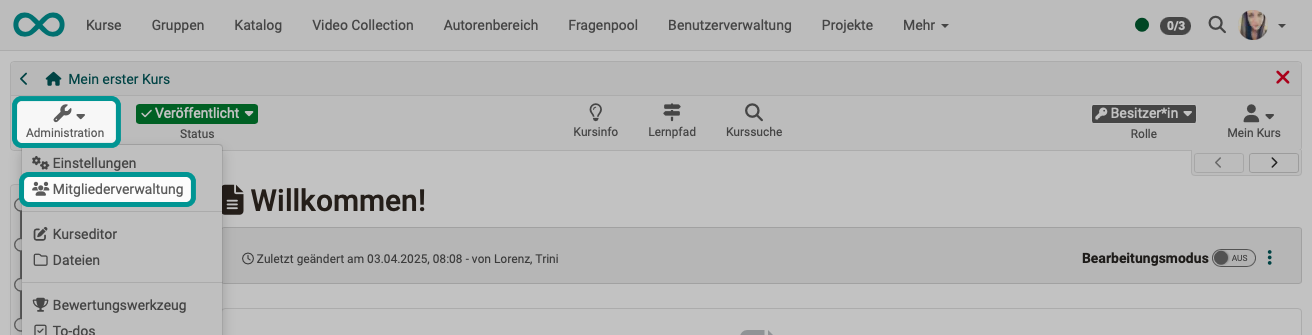 Kurse Gruppen Katalog Video Collection Autorenbereich Fragenpool Benutzerverwaltung Projekte Mehr 0/3
Mein erster Kurs
Administration Veröffentlicht Status Kursinfo Lernpfad Kurssuche Besitzer*in Rolle Mein Kurs
Einstellungen
Mitgliederverwaltung
Willkommen!
Kurseditor
Dateien
Zuletzt geändert am 03.04.2025, 08:08 - von Lorenz, Trini
Bearbeitungsmodus AUS
Bewertungswerkzeug
To-dos